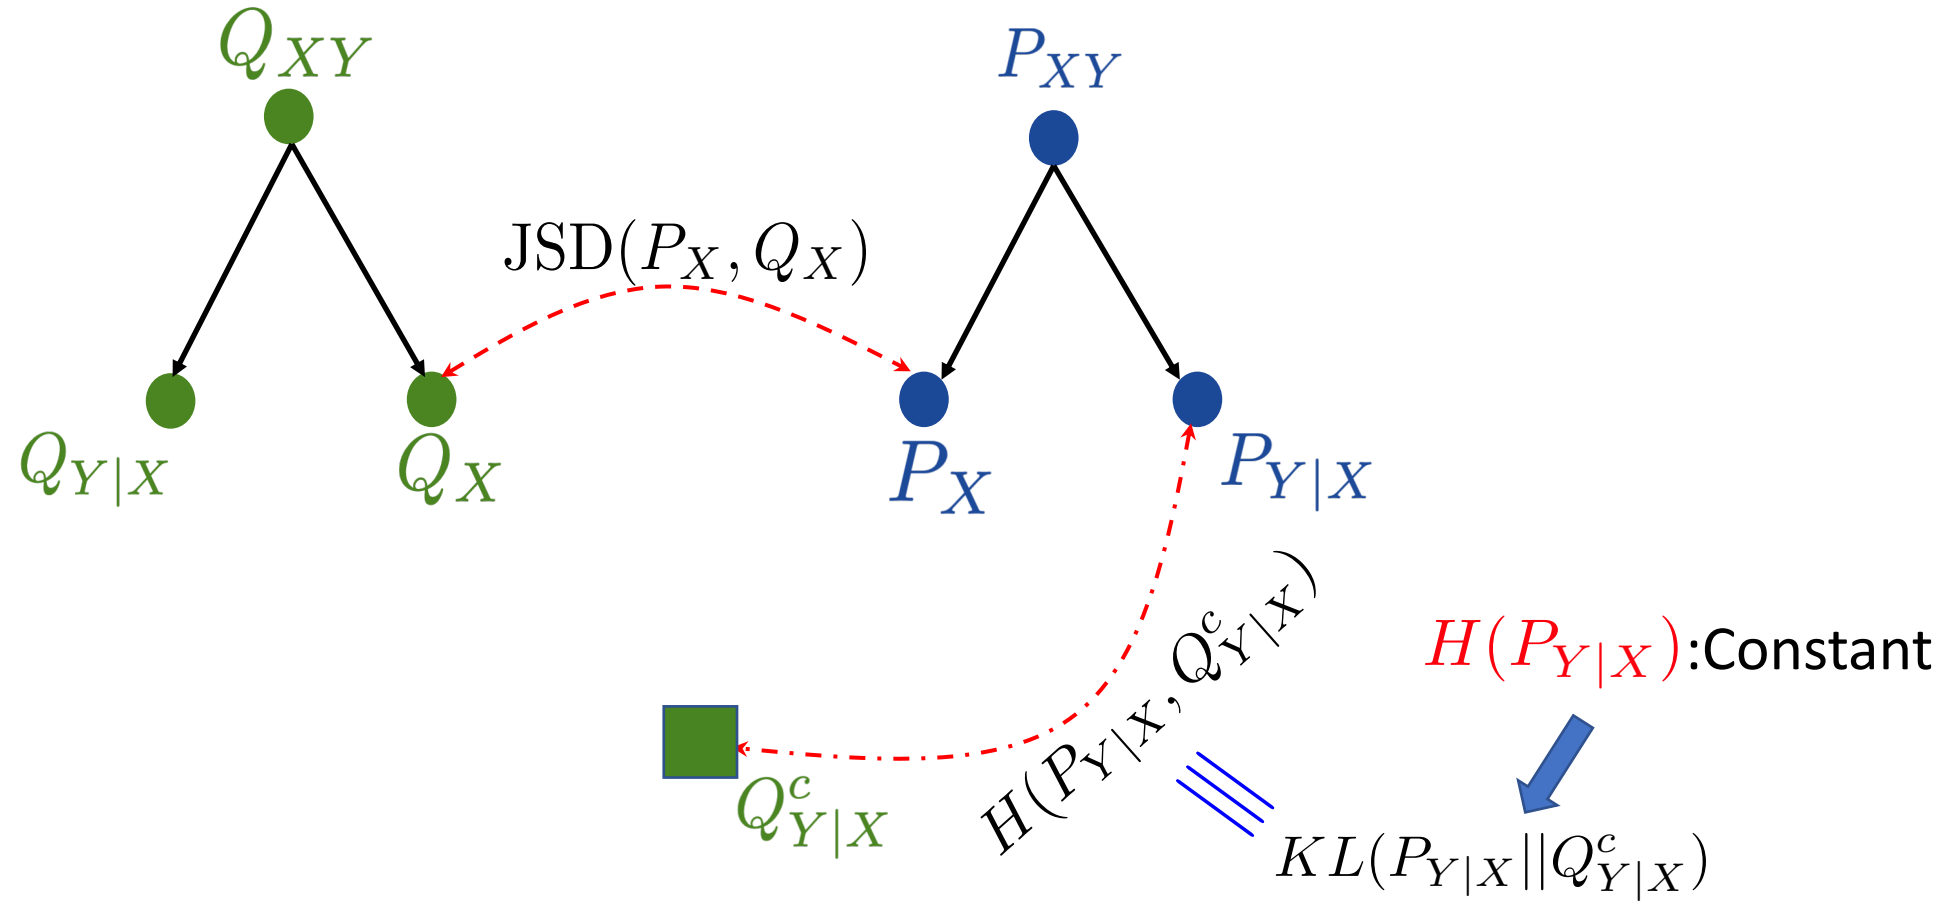 $Q_{XY}$
$P_{XY}$
$\mathrm{JSD}(P_X, Q_X)$
$Q_{Y|X}$
$Q_X$
$P_X$
$P_{Y|X}$
$H(P_{Y|X}, Q^c_{Y|X})$
$H(P_{Y|X})$:Constant
$Q^c_{Y|X}$
$KL(P_{Y|X}||Q^c_{Y|X})$